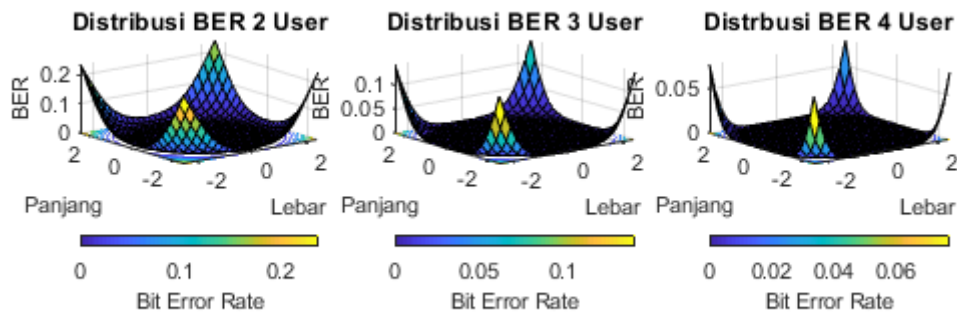 Distribusi BER 2 User
BER
0.2
0.1
0
2
0
-2
-2
0
2
Panjang
Lebar
0
0.1
0.2
Bit Error Rate
Distribusi BER 3 User
BER
0.1
0.05
0
2
0
-2
-2
0
2
Panjang
Lebar
0
0.05
0.1
Bit Error Rate
Distribusi BER 4 User
BER
0.05
0
2
0
-2
-2
0
2
Panjang
Lebar
0
0.02
0.04
0.06
Bit Error Rate